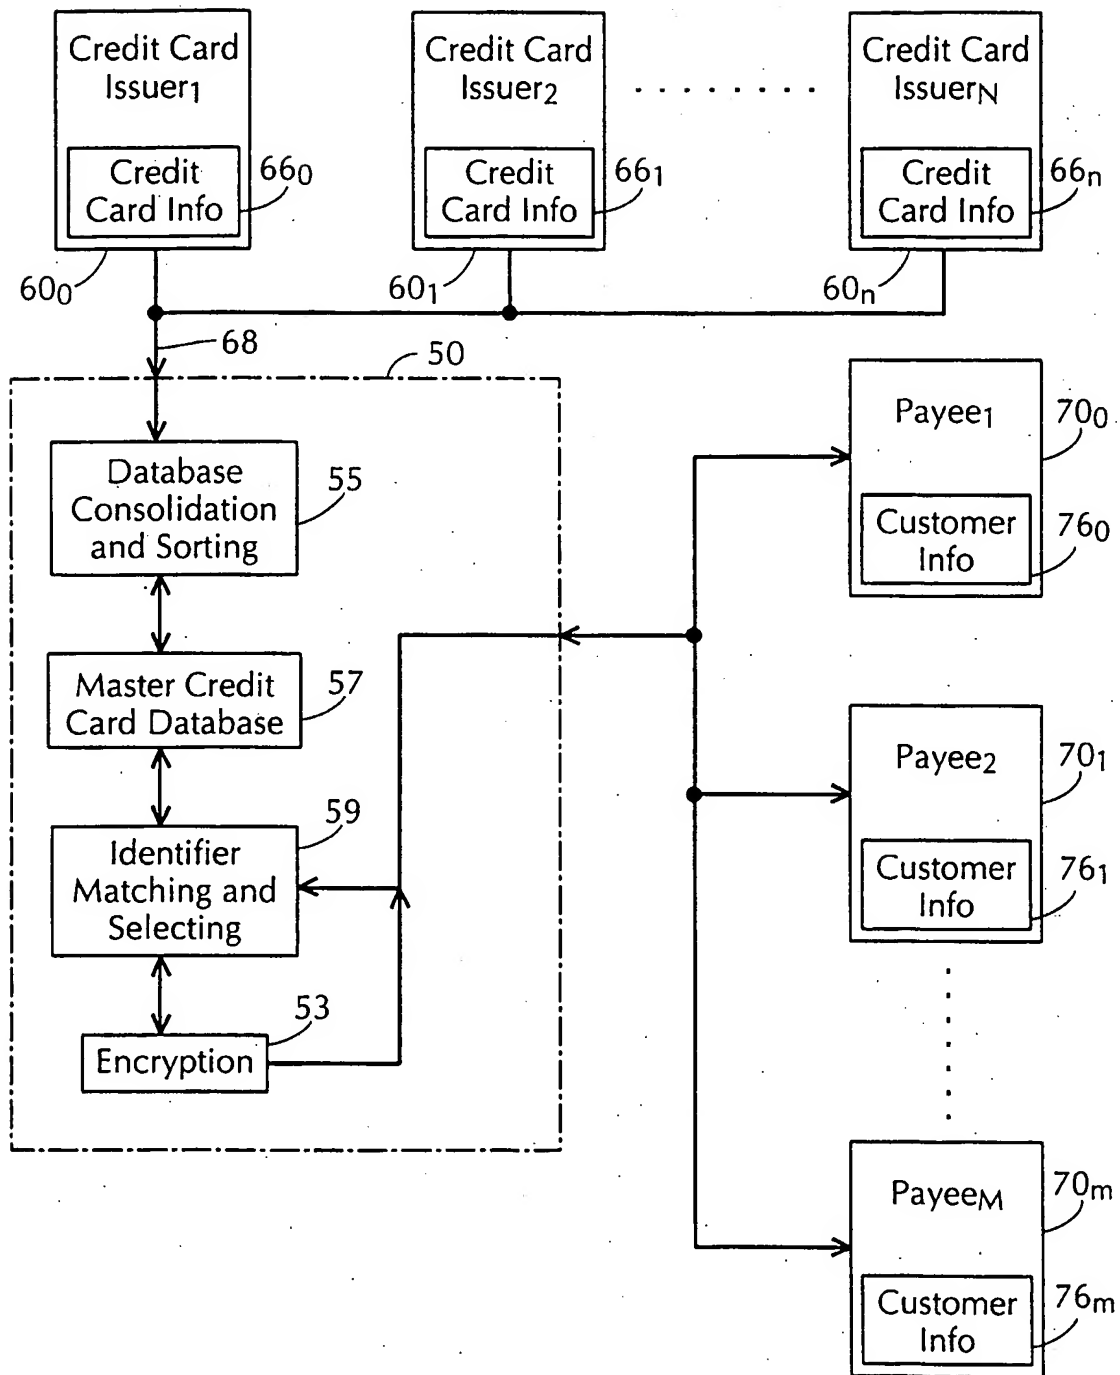 Credit Card
Issuer₁
Credit
Card Info
66₀
60₀
Credit Card
Issuer₂
Credit
Card Info
66₁
60₁
. . . . . . . . .
Credit Card
Issuer_N
Credit
Card Info
66ₙ
60ₙ
68
50
Database
Consolidation
and Sorting
55
Master Credit
Card Database
57
Identifier
Matching and
Selecting
59
Encryption
53
Payee₁
70₀
Customer
Info
76₀
Payee₂
70₁
Customer
Info
76₁
Payee_M
70ₘ
Customer
Info
76ₘ